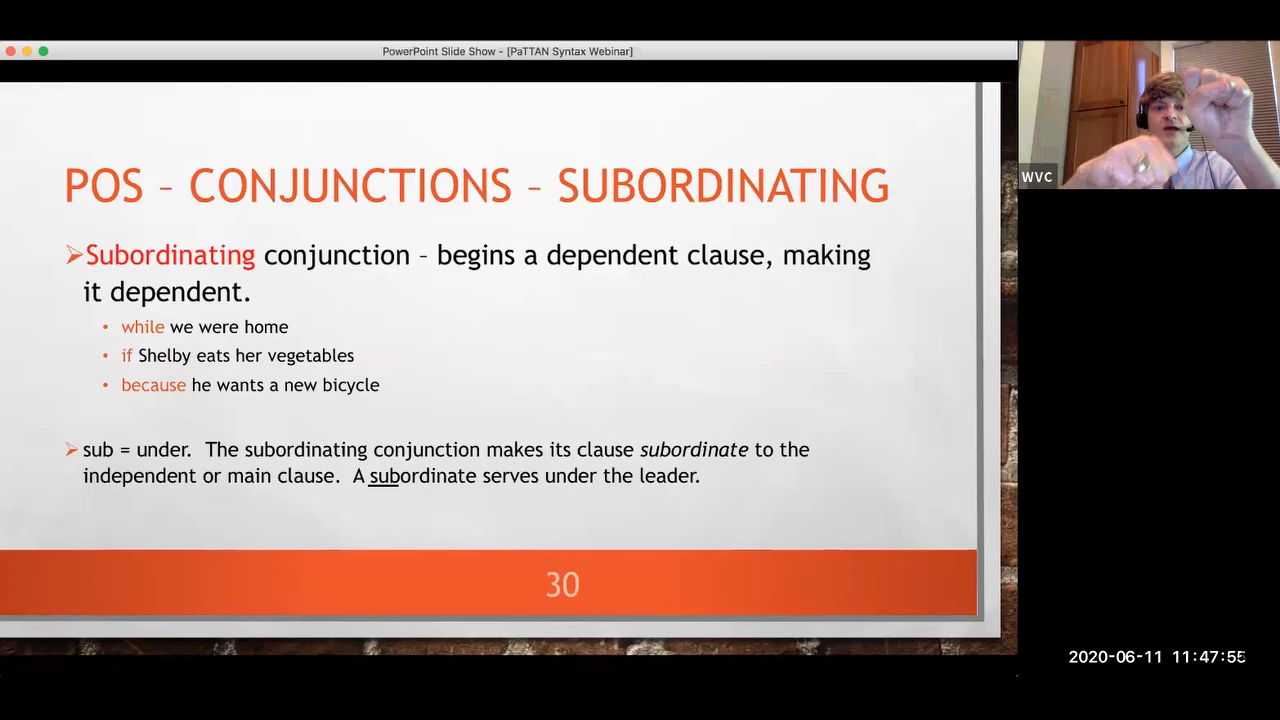 PowerPoint Slide Show - [PaTTAN Syntax Webinar]
WVC
POS – CONJUNCTIONS – SUBORDINATING
Subordinating conjunction – begins a dependent clause, making
it dependent.
• while we were home
• if Shelby eats her vegetables
• because he wants a new bicycle
sub = under. The subordinating conjunction makes its clause subordinate to the
independent or main clause. A subordinate serves under the leader.
30
2020-06-11 11:47:55